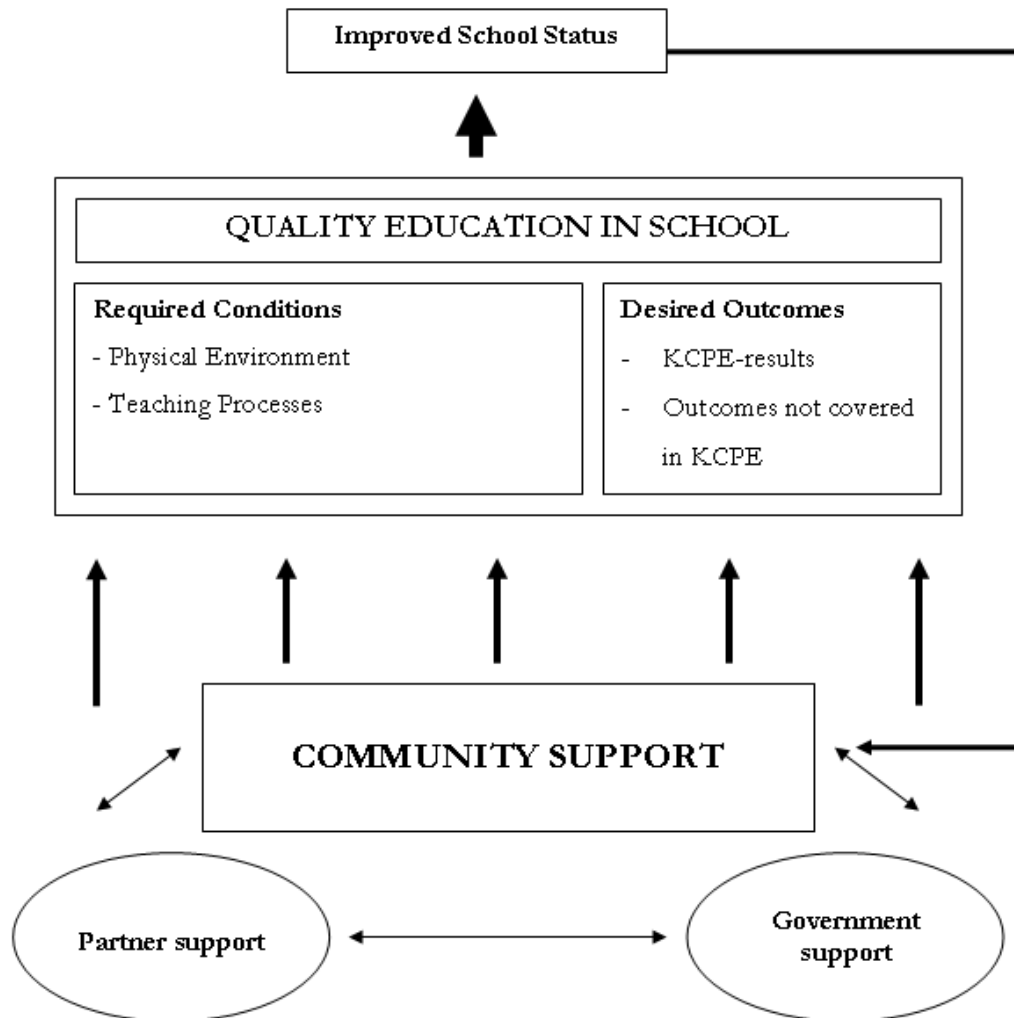 Improved School Status
QUALITY EDUCATION IN SCHOOL
Required Conditions
- Physical Environment
- Teaching Processes
Desired Outcomes
- KCPE-results
- Outcomes not covered
in KCPE
COMMUNITY SUPPORT
Partner support
Government
support